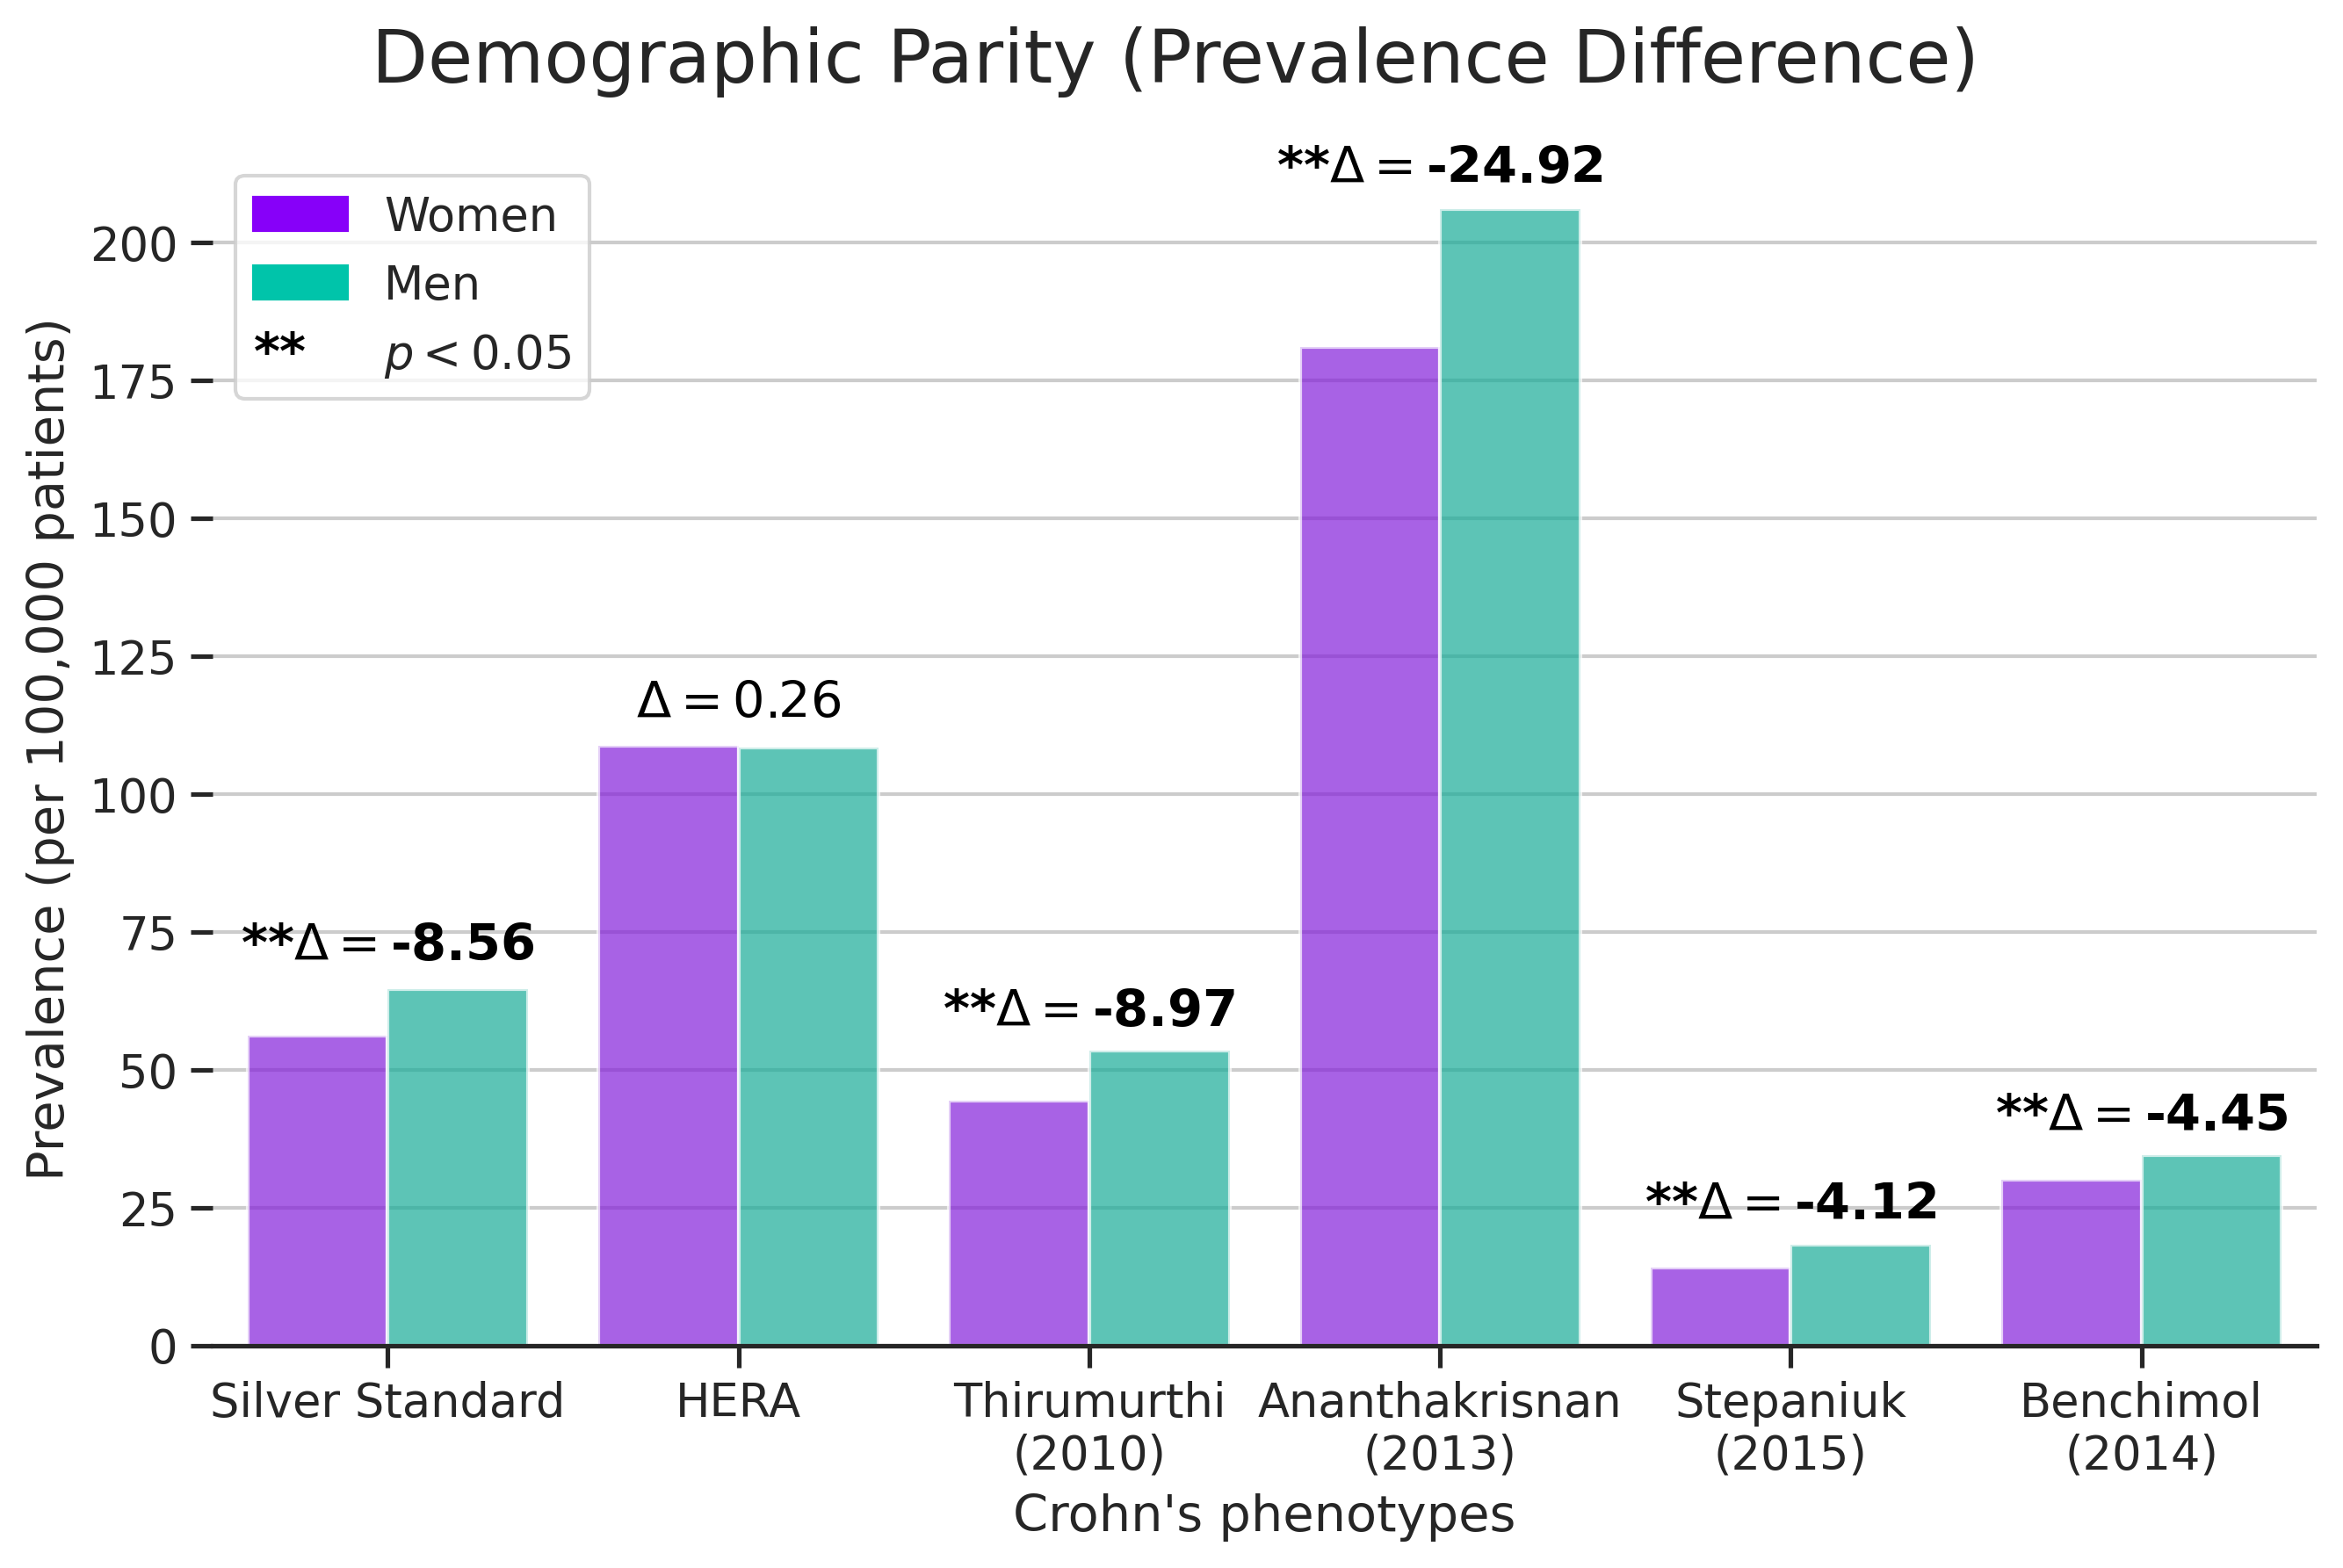 Demographic Parity (Prevalence Difference)
Women
Men
** p < 0.05
Prevalence (per 100,000 patients)
200
175
150
125
100
75
50
25
0
**Δ = -8.56
Δ = 0.26
**Δ = -8.97
**Δ = -24.92
**Δ = -4.12
**Δ = -4.45
Silver Standard
HERA
Thirumurthi
(2010)
Ananthakrisnan
(2013)
Stepaniuk
(2015)
Benchimol
(2014)
Crohn's phenotypes